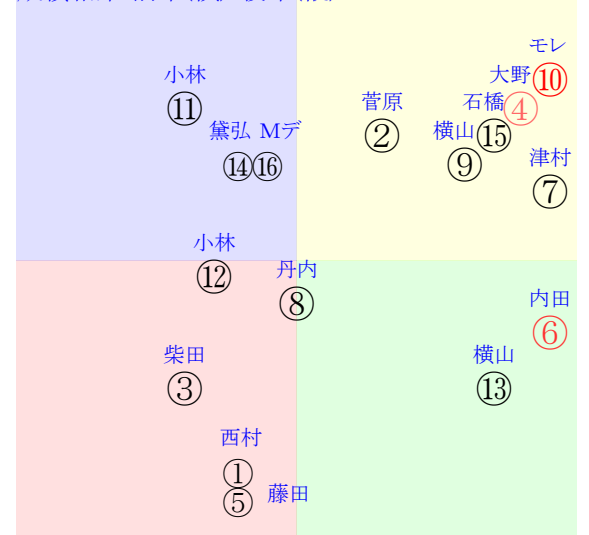 モレ
小林 大野⑩
⑪ 菅原 石橋④
黛弘 Mデ ② 横山⑮
⑭⑯ ⑨ 津村
⑦
小林
⑫ 丹内
⑧ 内田
⑥
柴田 横山
③ ⑬
西村
①
⑤ 藤田